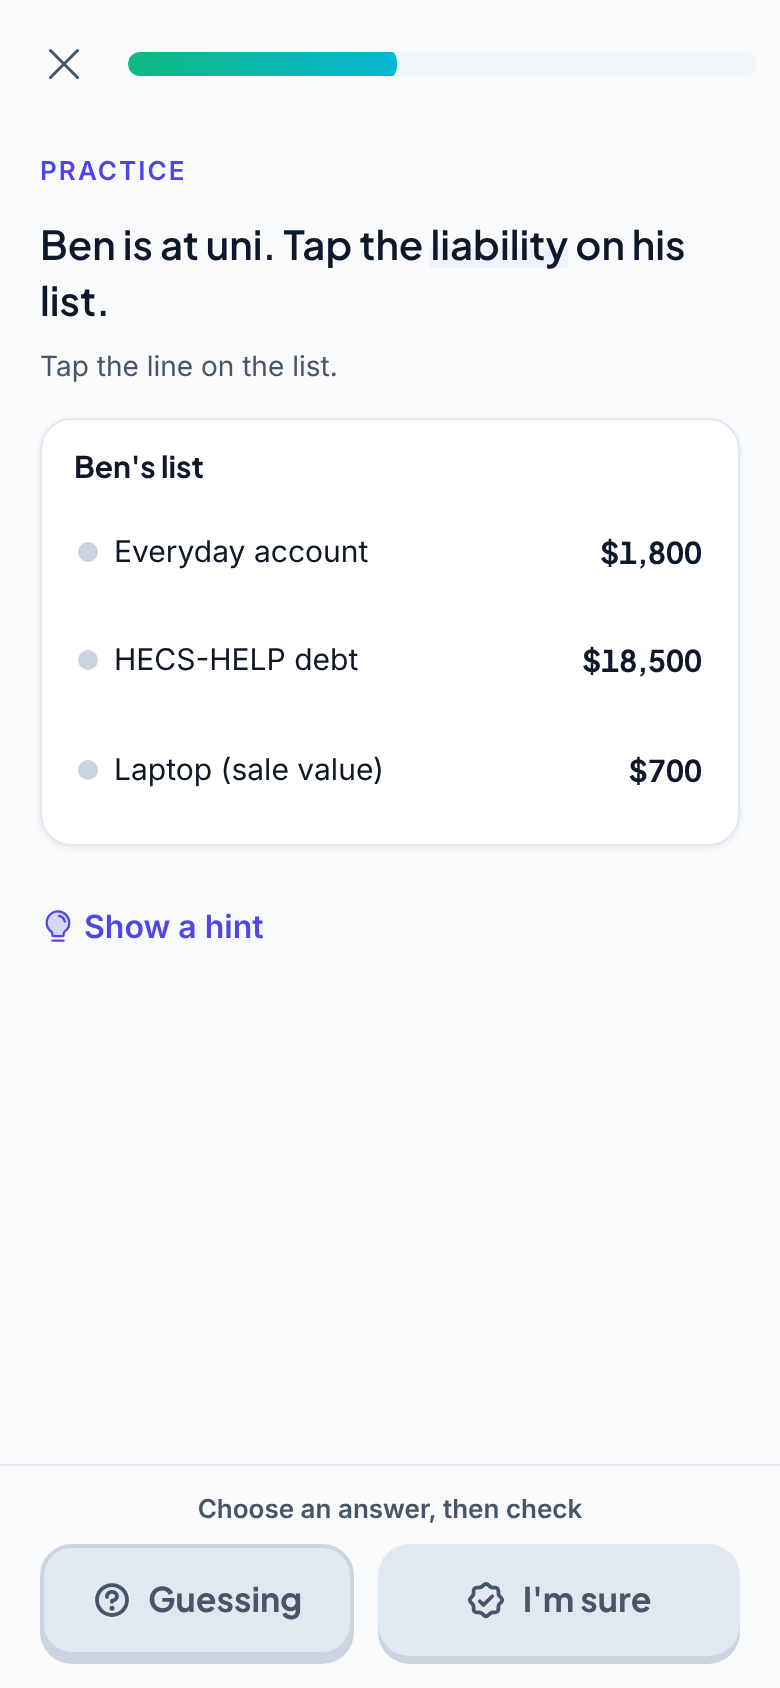 PRACTICE
Ben is at uni. Tap the liability on his
list.
Tap the line on the list.
Ben's list
Everyday account $1,800
HECS-HELP debt $18,500
Laptop (sale value) $700
Show a hint
Choose an answer, then check
Guessing I'm sure